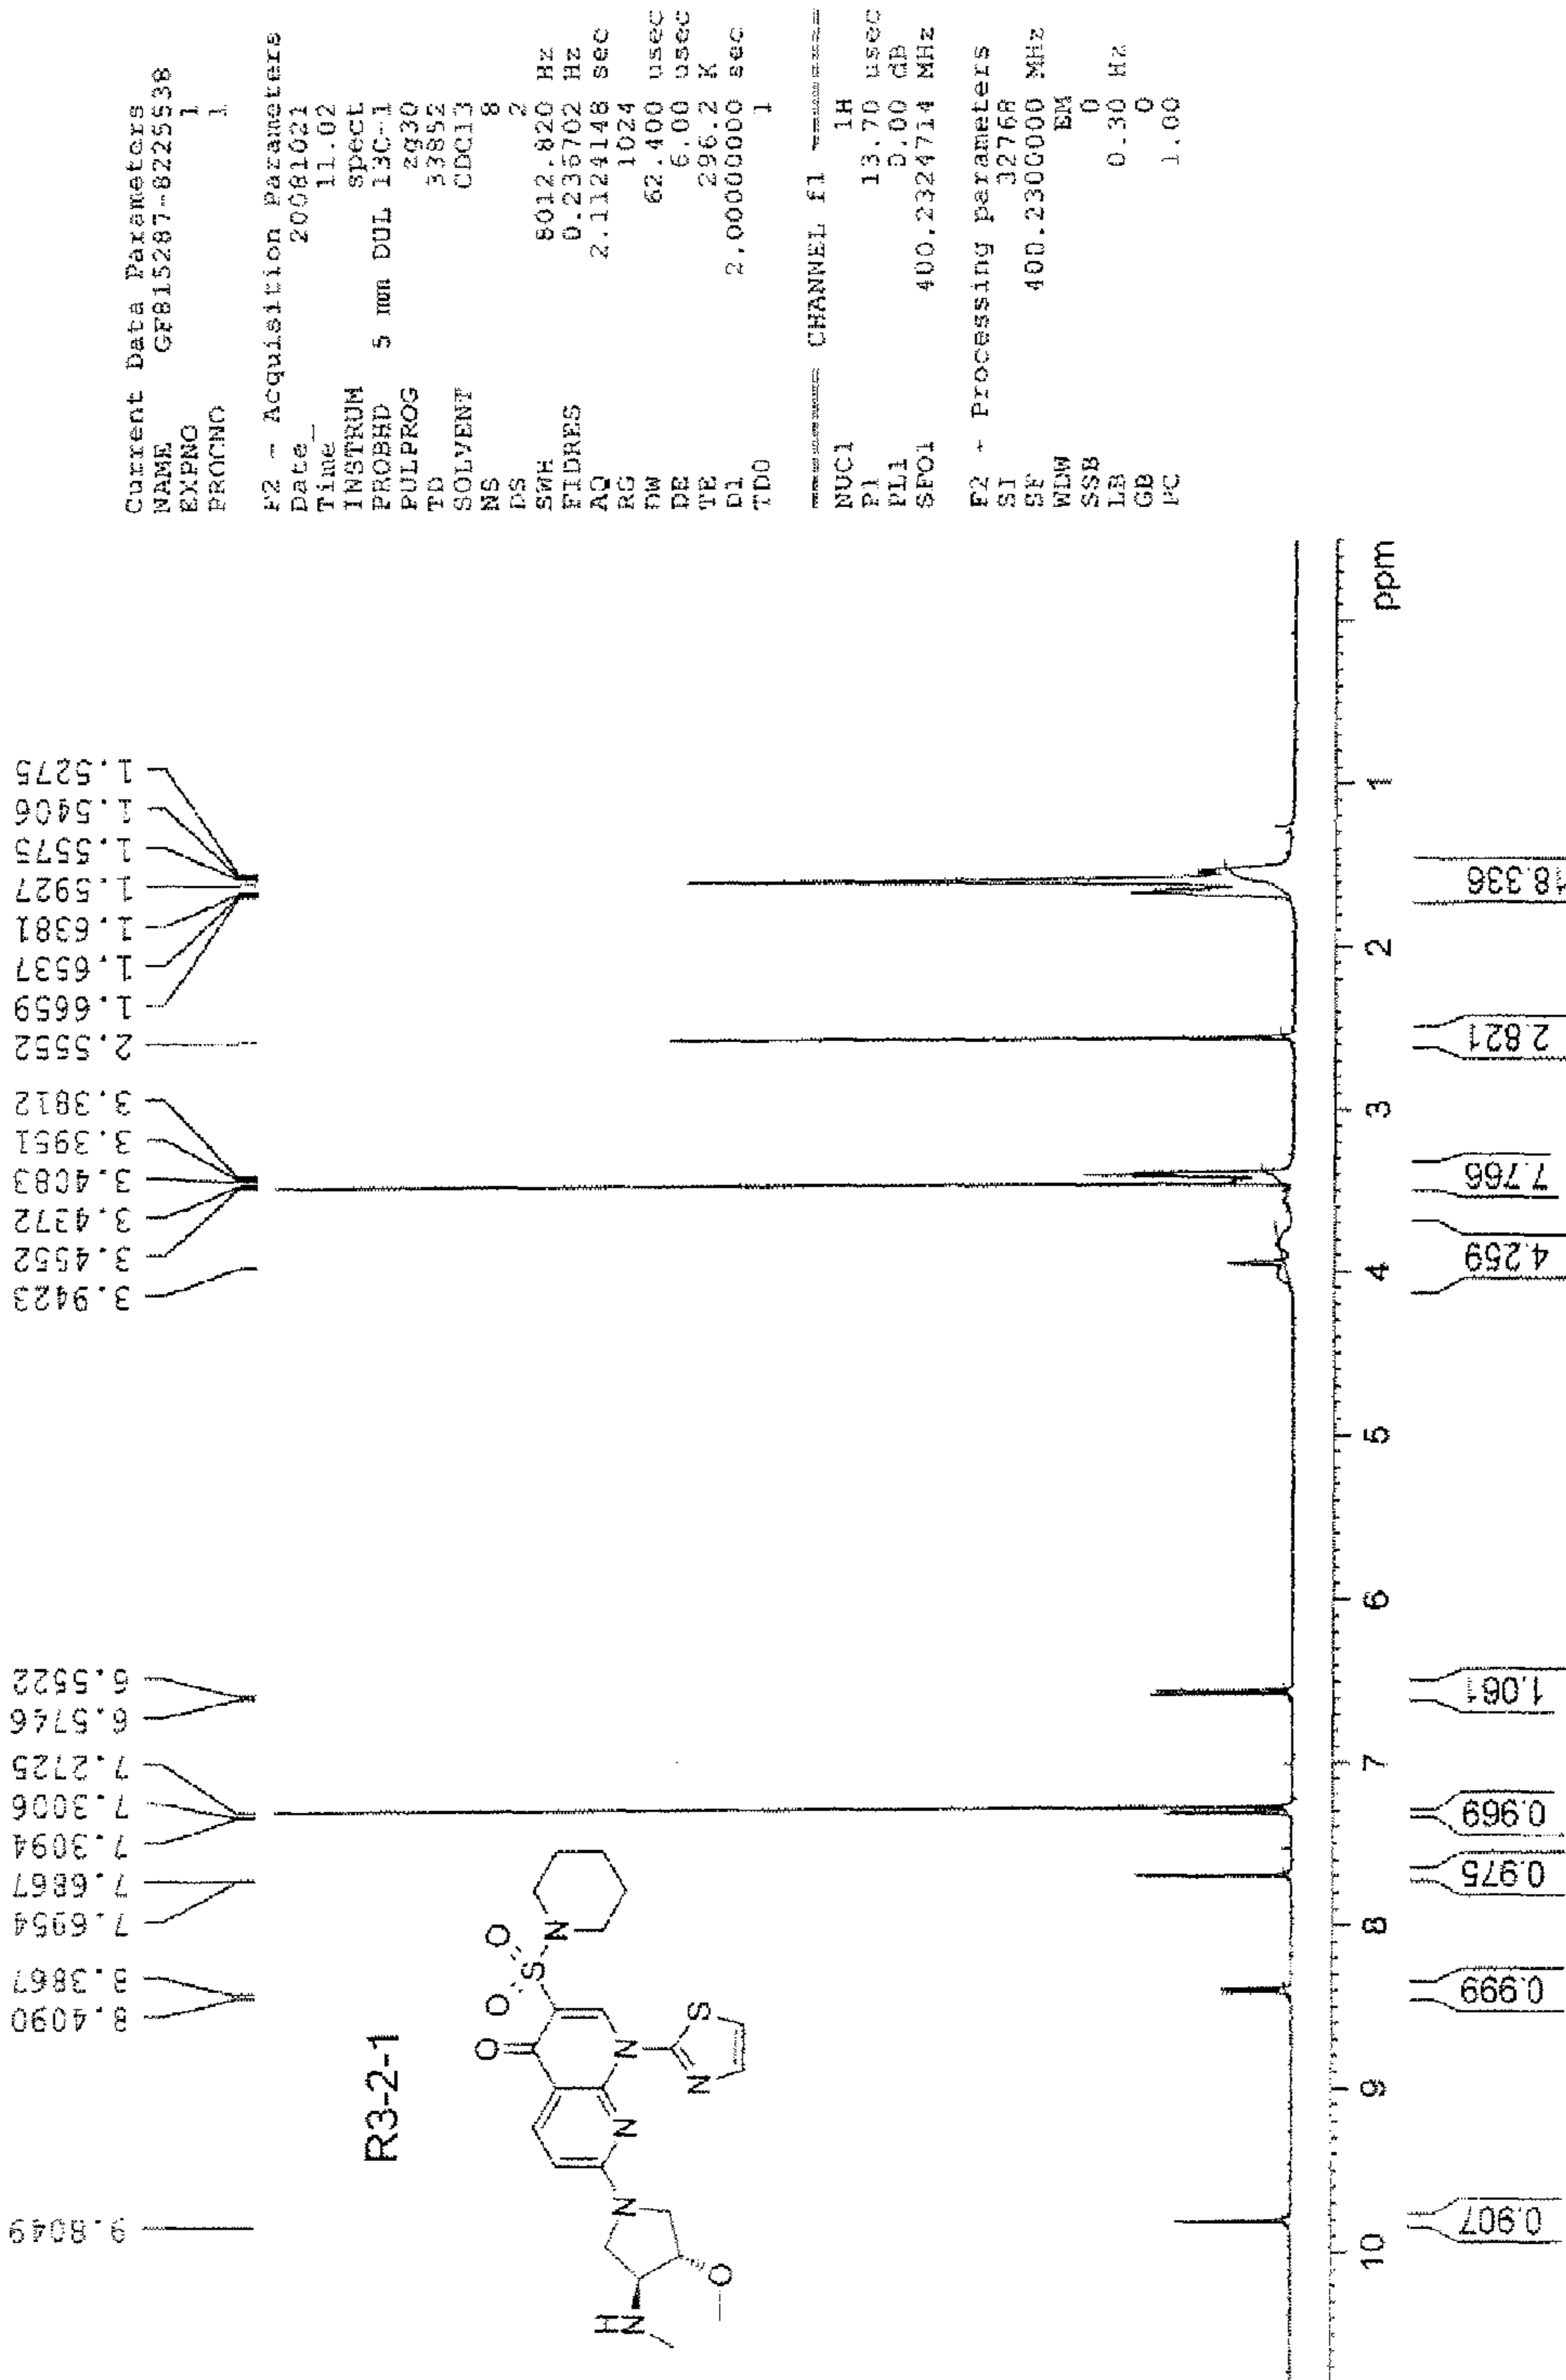 Current Data Parameters
NAME GF815287-8225538
EXPNO 1
PROCNO 1
F2 - Acquisition Parameters
Date_ 20081021
Time 11.02
INSTRUM spect
PROBHD 5 mm DUL 13C-1
PULPROG zg30
TD 33852
SOLVENT CDCl3
NS 8
DS 2
SWH 8012.820 Hz
FIDRES 0.236702 Hz
AQ 2.1124148 sec
RG 1024
DW 62.400 usec
DE 6.00 usec
TE 296.2 K
D1 2.00000000 sec
TD0 1
======== CHANNEL f1 ========
NUC1 1H
P1 13.70 usec
PL1 0.00 dB
SFO1 400.2324714 MHz
F2 - Processing parameters
SI 32768
SF 400.2300000 MHz
WDW EM
SSB 0
LB 0.30 Hz
GB 0
PC 1.00
9.8049
8.4090
8.3867
7.6954
7.6867
7.3094
7.3006
7.2725
6.5746
6.5522
3.9423
3.4552
3.4372
3.4083
3.3951
3.3812
2.5552
1.6659
1.6537
1.6381
1.5927
1.5575
1.5406
1.5275
R3-2-1
O
O
O
S
N
N
N
N
S
N
HN
O
10 9 8 7 6 5 4 3 2 1 ppm
0.907
0.999
0.975
0.969
1.061
4.259
7.766
2.821
18.336